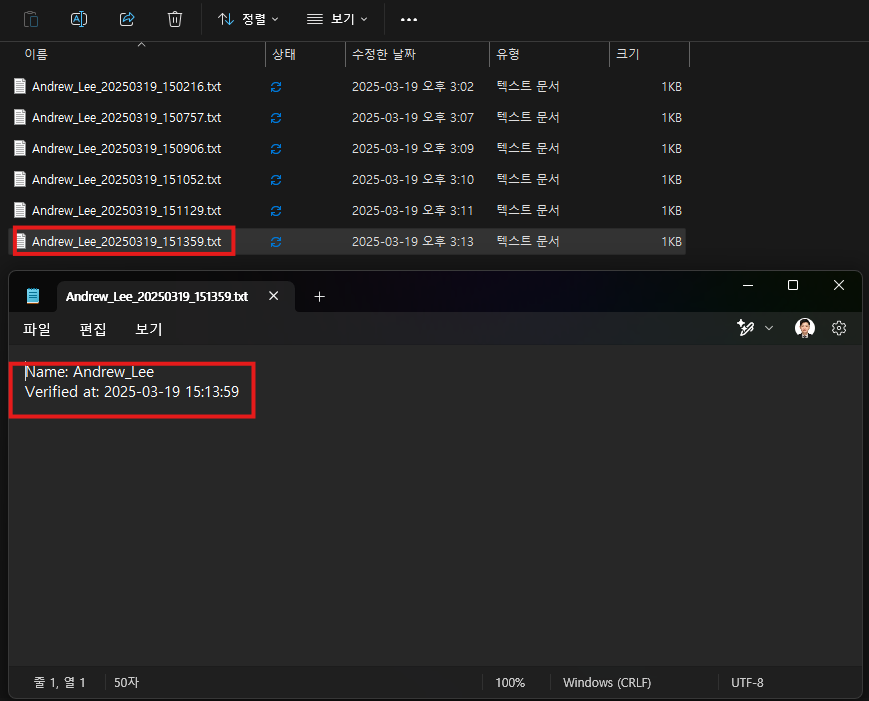 정렬 보기
이름 상태 수정한 날짜 유형 크기
Andrew_Lee_20250319_150216.txt 2025-03-19 오후 3:02 텍스트 문서 1KB
Andrew_Lee_20250319_150757.txt 2025-03-19 오후 3:07 텍스트 문서 1KB
Andrew_Lee_20250319_150906.txt 2025-03-19 오후 3:09 텍스트 문서 1KB
Andrew_Lee_20250319_151052.txt 2025-03-19 오후 3:10 텍스트 문서 1KB
Andrew_Lee_20250319_151129.txt 2025-03-19 오후 3:11 텍스트 문서 1KB
Andrew_Lee_20250319_151359.txt 2025-03-19 오후 3:13 텍스트 문서 1KB
Andrew_Lee_20250319_151359.txt
파일 편집 보기
Name: Andrew_Lee
Verified at: 2025-03-19 15:13:59
줄 1, 열 1 50자 100% Windows (CRLF) UTF-8